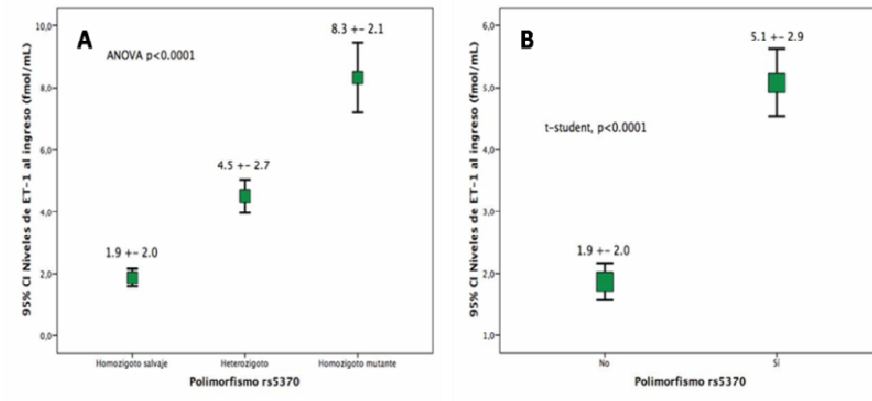 A
ANOVA p<0.0001
8.3 +- 2.1
4.5 +- 2.7
1.9 +- 2.0
10,0
8,0
6,0
4,0
2,0
0,0
95% CI Niveles de ET-1 al ingreso (fmol/mL)
Homozigoto salvaje
Heterozigoto
Homozigoto mutante
Polimorfismo rs5370
B
t-student, p<0.0001
5.1 +- 2.9
1.9 +- 2.0
6,0
5,0
4,0
3,0
2,0
1,0
95% CI Niveles de ET-1 al ingreso (fmol/mL)
No
Sí
Polimorfismo rs5370